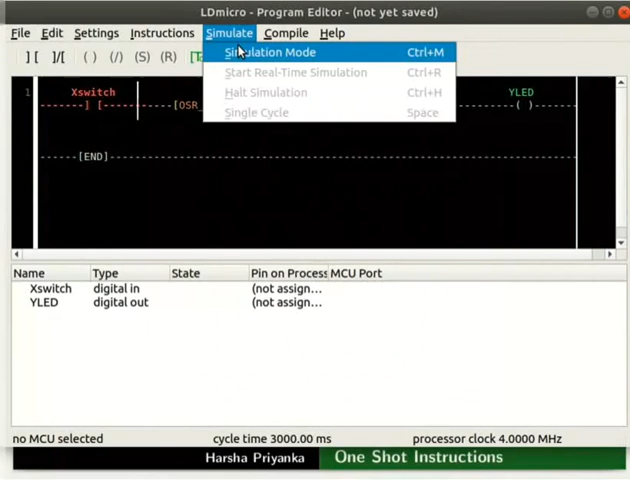 LDmicro - Program Editor - (not yet saved)
File Edit Settings Instructions Simulate Compile Help
] [ ]/[ ( ) (/) (S) (R)
Simulation Mode Ctrl+M
Start Real-Time Simulation Ctrl+R
Halt Simulation Ctrl+H
Single Cycle Space
1 Xswitch YLED
] [ [OSR_ ( )
[END]
Name Type State Pin on Process MCU Port
Xswitch digital in (not assign...
YLED digital out (not assign...
no MCU selected cycle time 3000.00 ms processor clock 4.0000 MHz
Harsha Priyanka One Shot Instructions